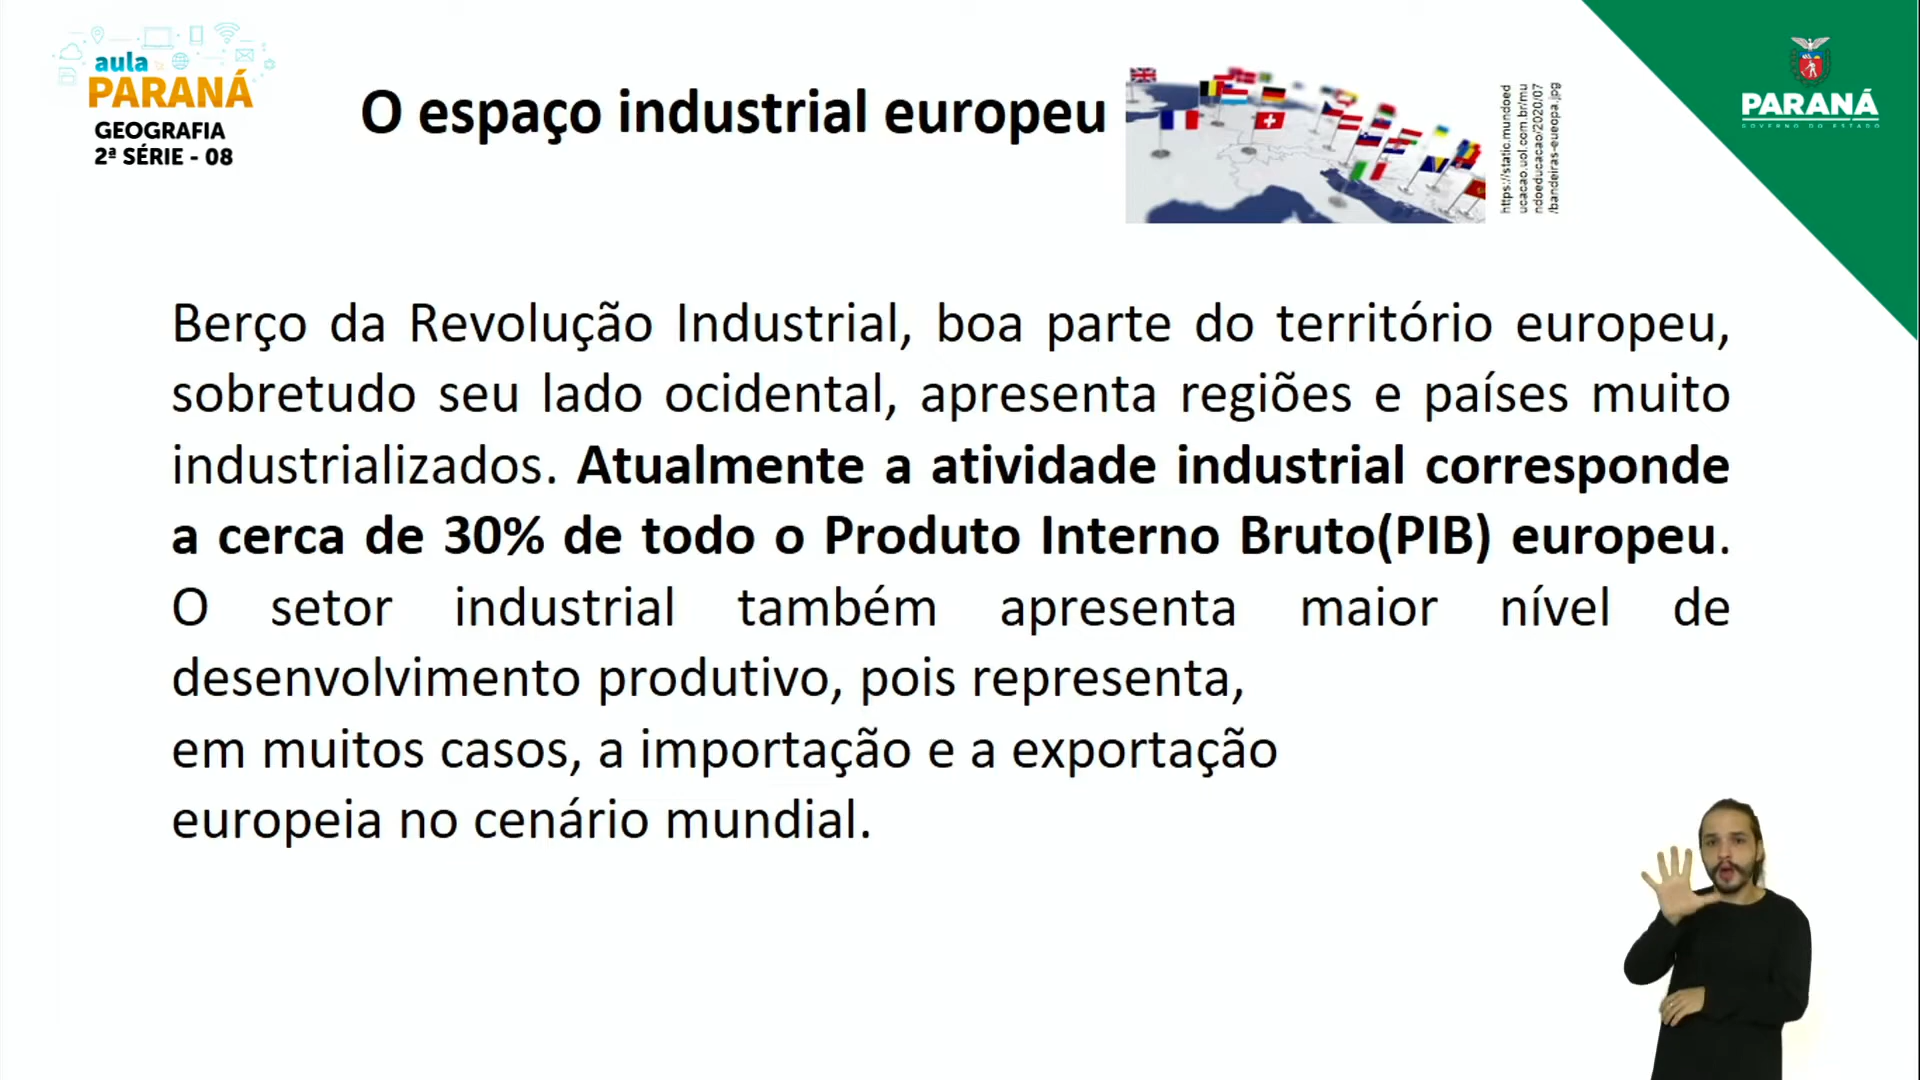 aula
PARANÁ
GEOGRAFIA
2ª SÉRIE - 08
O espaço industrial europeu
https://static.mundoed
ucacao.uol.com.br/mu
ndoeducacao/2020/07
/bandeiras-eueopa.jpg
PARANÁ
GOVERNO DO ESTADO
Berço da Revolução Industrial, boa parte do território europeu,
sobretudo seu lado ocidental, apresenta regiões e países muito
industrializados. Atualmente a atividade industrial corresponde
a cerca de 30% de todo o Produto Interno Bruto(PIB) europeu.
O setor industrial também apresenta maior nível de
desenvolvimento produtivo, pois representa,
em muitos casos, a importação e a exportação
europeia no cenário mundial.